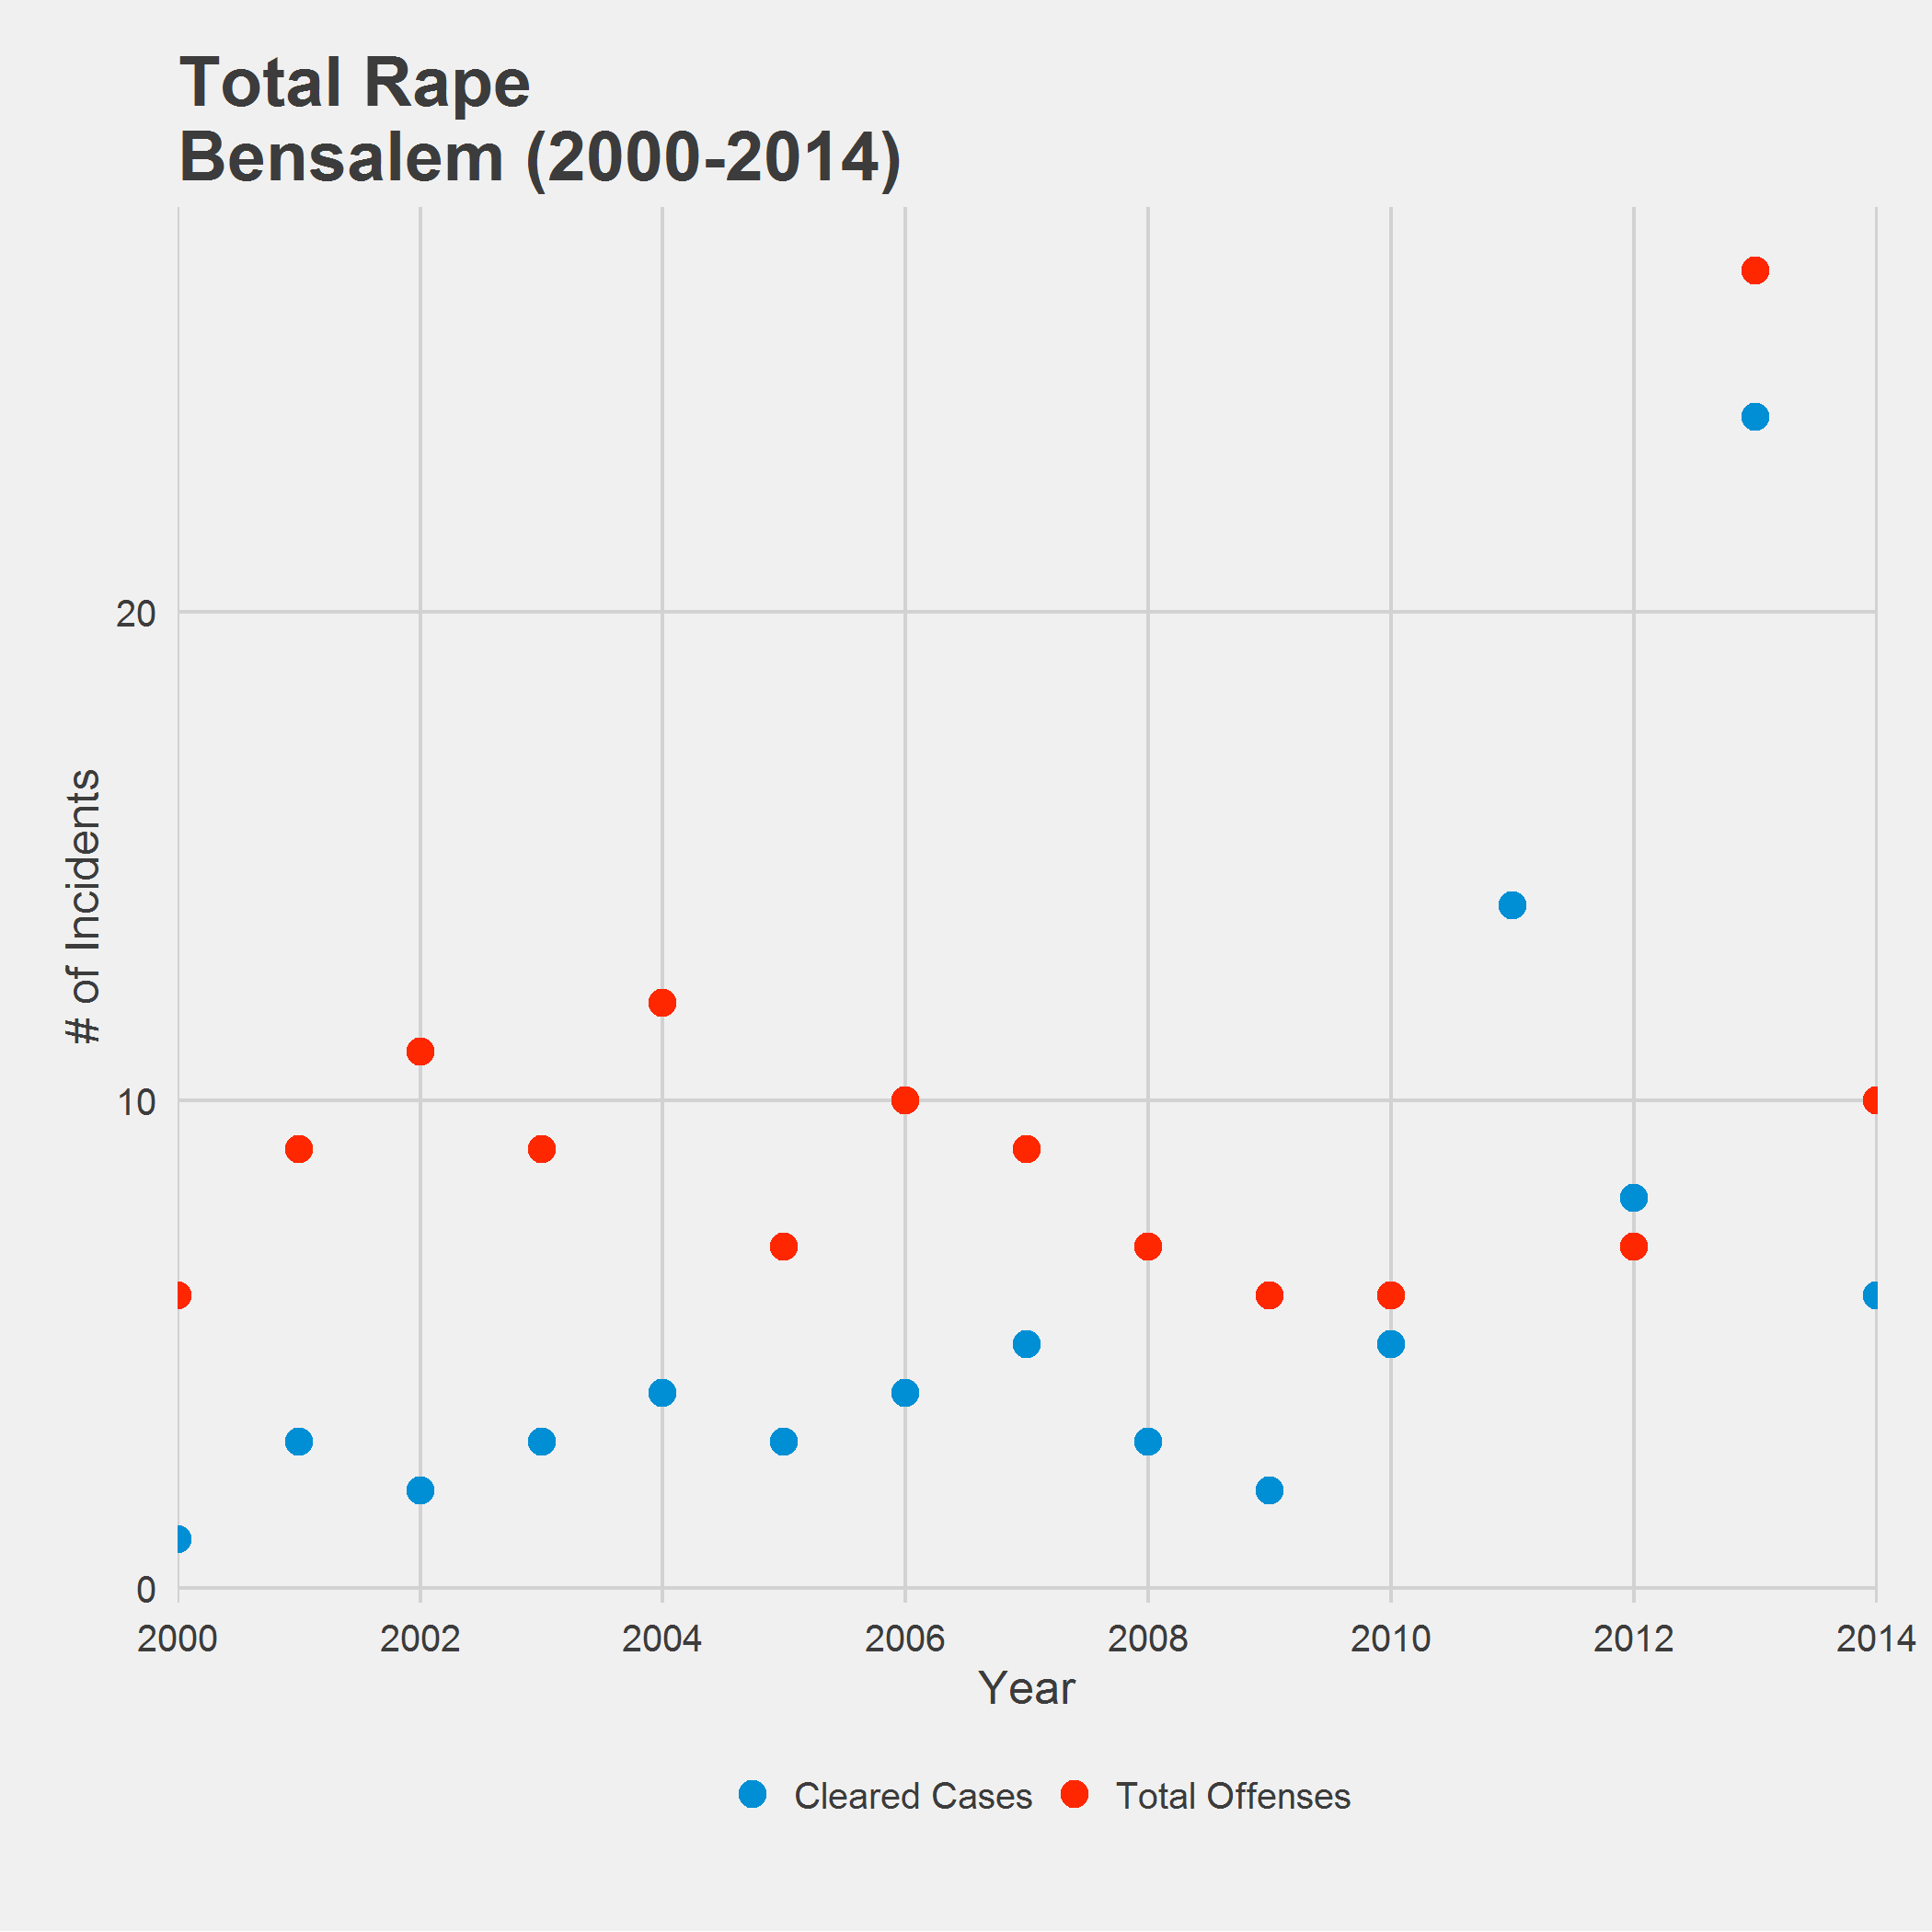 Total Rape
Bensalem (2000-2014)
# of Incidents
20
10
0
2000 2002 2004 2006 2008 2010 2012 2014
Year
Cleared Cases Total Offenses